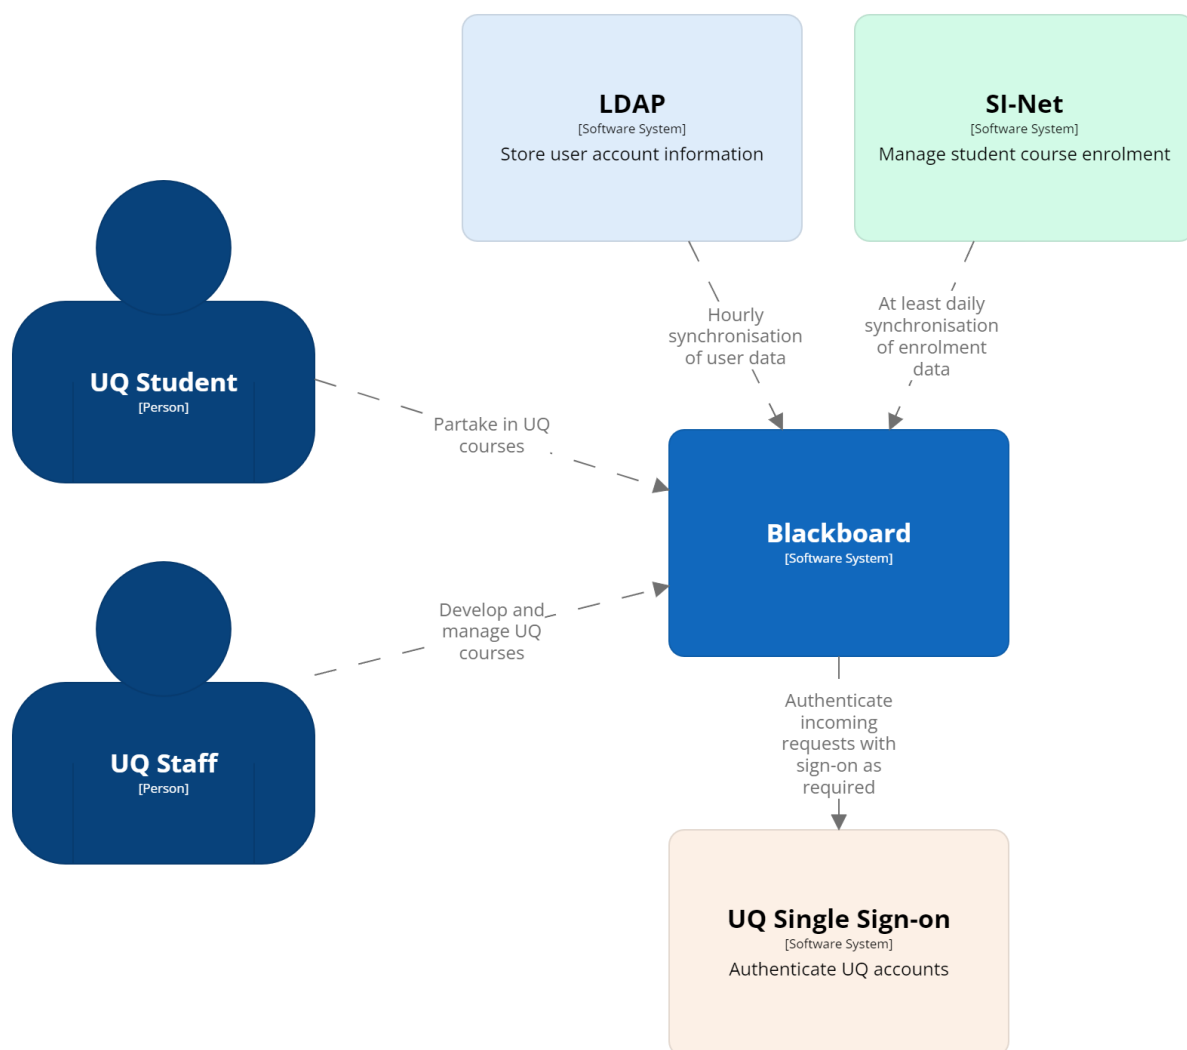 LDAP
[Software System]
Store user account information
SI-Net
[Software System]
Manage student course enrolment
Hourly
synchronisation
of user data
At least daily
synchronisation
of enrolment
data
UQ Student
[Person]
Partake in UQ
courses
Blackboard
[Software System]
Develop and
manage UQ
courses
UQ Staff
[Person]
Authenticate
incoming
requests with
sign-on as
required
UQ Single Sign-on
[Software System]
Authenticate UQ accounts